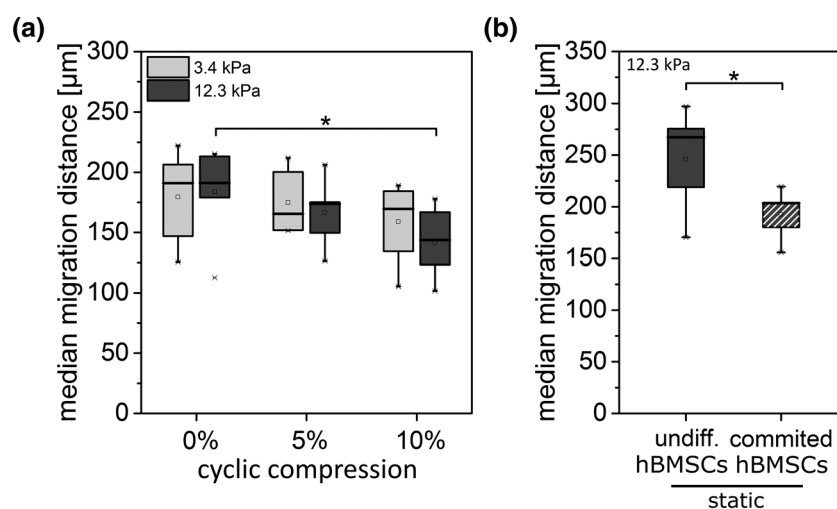 (a)
median migration distance [µm]
300
250
200
150
100
50
0
3.4 kPa
12.3 kPa
*
0% 5% 10%
cyclic compression
(b)
median migration distance [µm]
350
300
250
200
150
100
50
0
12.3 kPa
*
undiff. commited
hBMSCs hBMSCs
static